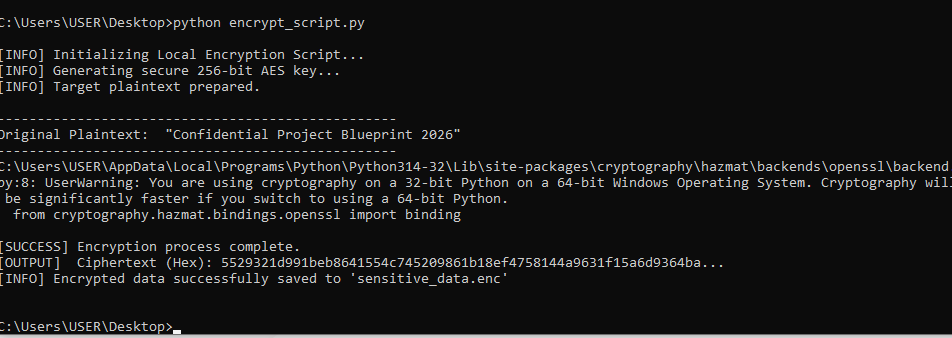 C:\Users\USER\Desktop>python encrypt_script.py
[INFO] Initializing Local Encryption Script...
[INFO] Generating secure 256-bit AES key...
[INFO] Target plaintext prepared.
--------------------------------------------------
Original Plaintext:  "Confidential Project Blueprint 2026"
--------------------------------------------------
C:\Users\USER\AppData\Local\Programs\Python\Python314-32\Lib\site-packages\cryptography\hazmat\backends\openssl\backend
py:8: UserWarning: You are using cryptography on a 32-bit Python on a 64-bit Windows Operating System. Cryptography will
be significantly faster if you switch to using a 64-bit Python.
from cryptography.hazmat.bindings.openssl import binding
[SUCCESS] Encryption process complete.
[OUTPUT]  Ciphertext (Hex): 5529321d991beb8641554c745209861b18ef4758144a9631f15a6d9364ba...
[INFO] Encrypted data successfully saved to 'sensitive_data.enc'
C:\Users\USER\Desktop>